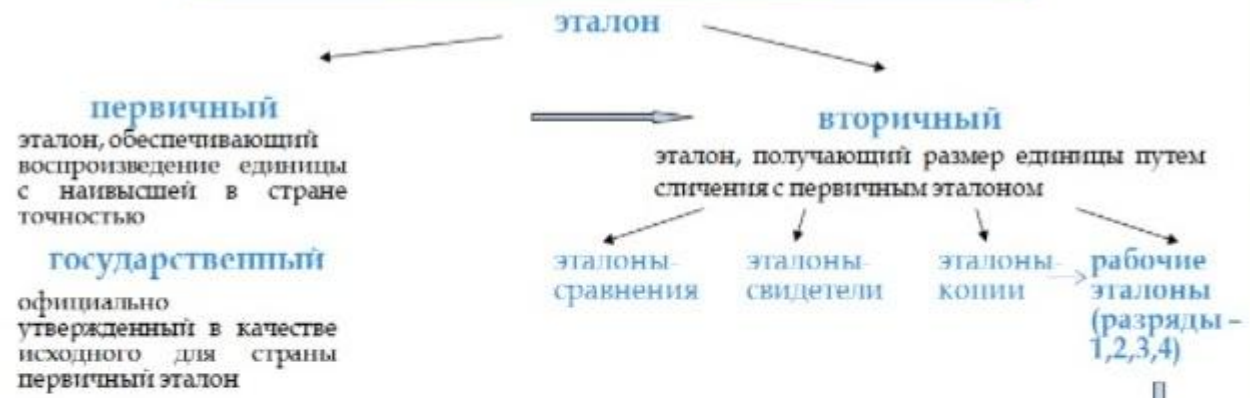 эталон
первичный
эталон, обеспечивающий
воспроизведение единицы
с наивысшей в стране
точностью
государственный
официально
утвержденный в качестве
исходного для страны
первичный эталон
вторичный
эталон, получающий размер единицы путем
сличения с первичным эталоном
эталоны-
сравнения
эталоны-
свидетели
эталоны-
копии
рабочие
эталоны
(разряды –
1,2,3,4)